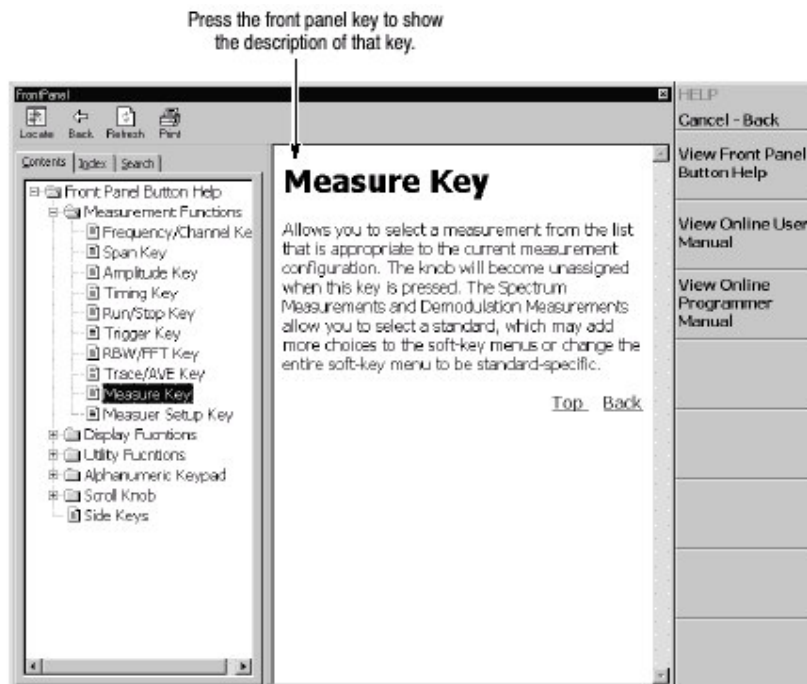 Press the front panel key to show
the description of that key.
FrontPanel
Locate Back Refresh Print
Contents Index Search
Front Panel Button Help
Measurement Functions
Frequency/Channel Ke
Span Key
Amplitude Key
Timing Key
Run/Stop Key
Trigger Key
RBW/FFT Key
Trace/AVE Key
Measure Key
Measuer Setup Key
Display Fucntions
Utility Fucntions
Alphanumeric Keypad
Scroll Knob
Side Keys
Measure Key
Allows you to select a measurement from the list
that is appropriate to the current measurement
configuration. The knob will become unassigned
when this key is pressed. The Spectrum
Measurements and Demodulation Measurements
allow you to select a standard, which may add
more choices to the soft-key menus or change the
entire soft-key menu to be standard-specific.
Top Back
HELP
Cancel - Back
View Front Panel
Button Help
View Online User
Manual
View Online
Programmer
Manual